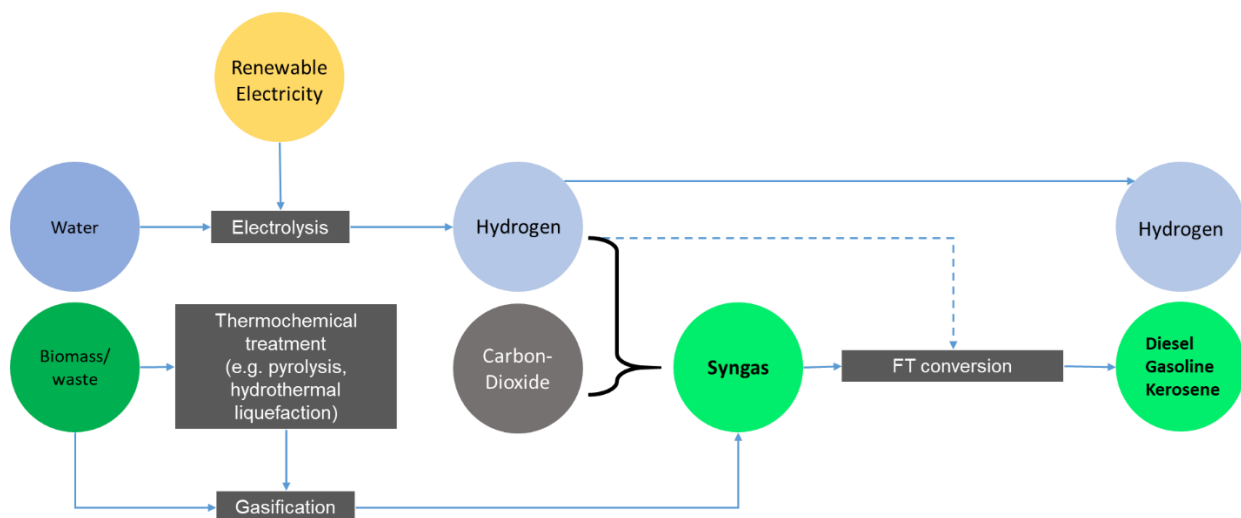 Renewable
Electricity
Water
Electrolysis
Hydrogen
Hydrogen
Biomass/
waste
Thermochemical
treatment
(e.g. pyrolysis,
hydrothermal
liquefaction)
Carbon-
Dioxide
Syngas
FT conversion
Diesel
Gasoline
Kerosene
Gasification